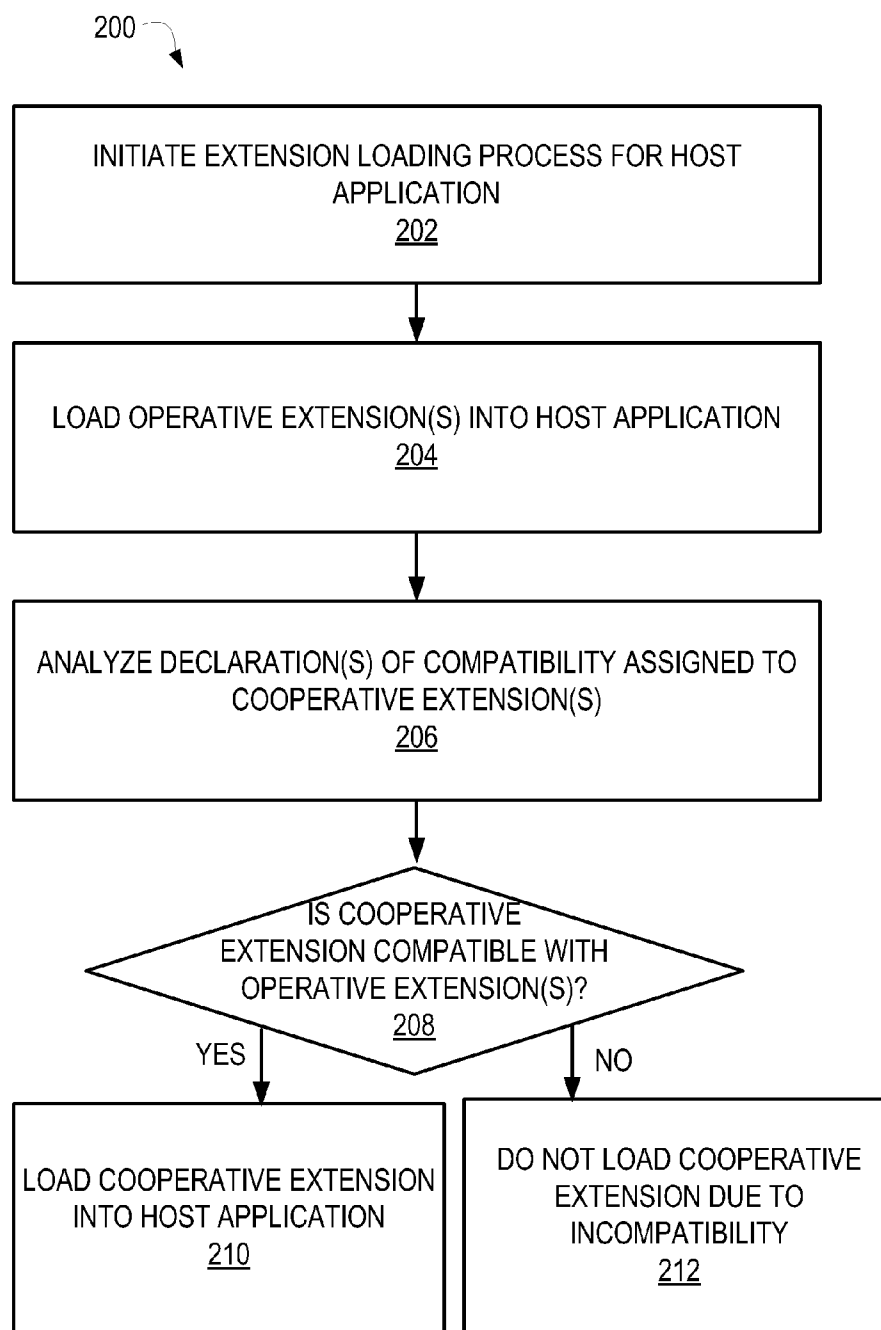 200
INITIATE EXTENSION LOADING PROCESS FOR HOST
APPLICATION
202
LOAD OPERATIVE EXTENSION(S) INTO HOST APPLICATION
204
ANALYZE DECLARATION(S) OF COMPATIBILITY ASSIGNED TO
COOPERATIVE EXTENSION(S)
206
IS COOPERATIVE
EXTENSION COMPATIBLE WITH
OPERATIVE EXTENSION(S)?
208
YES
NO
LOAD COOPERATIVE EXTENSION
INTO HOST APPLICATION
210
DO NOT LOAD COOPERATIVE
EXTENSION DUE TO
INCOMPATIBILITY
212